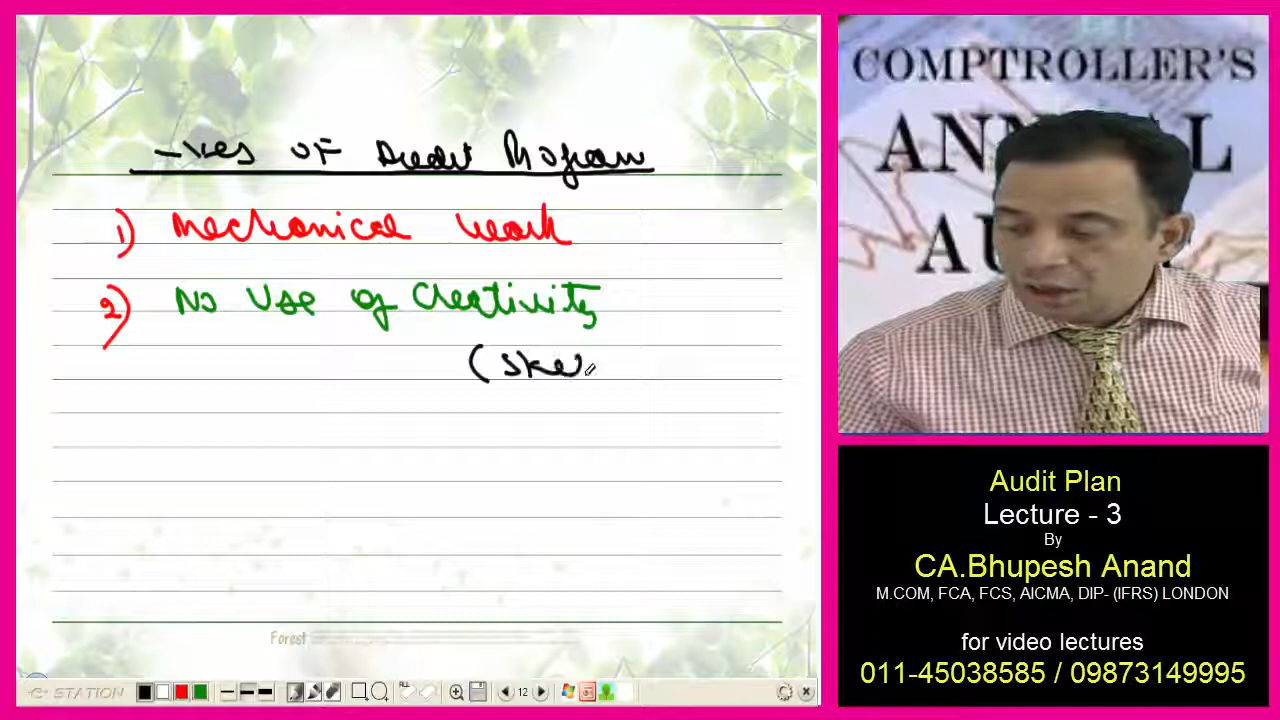 -ves of Audit Program
1) Mechanical work
2) No Use of Creativity
(Ske
Forest
STATION
12
COMPTROLLER'S
ANN L
AU
Audit Plan
Lecture - 3
By
CA.Bhupesh Anand
M.COM, FCA, FCS, AICMA, DIP- (IFRS) LONDON
for video lectures
011-45038585 / 09873149995